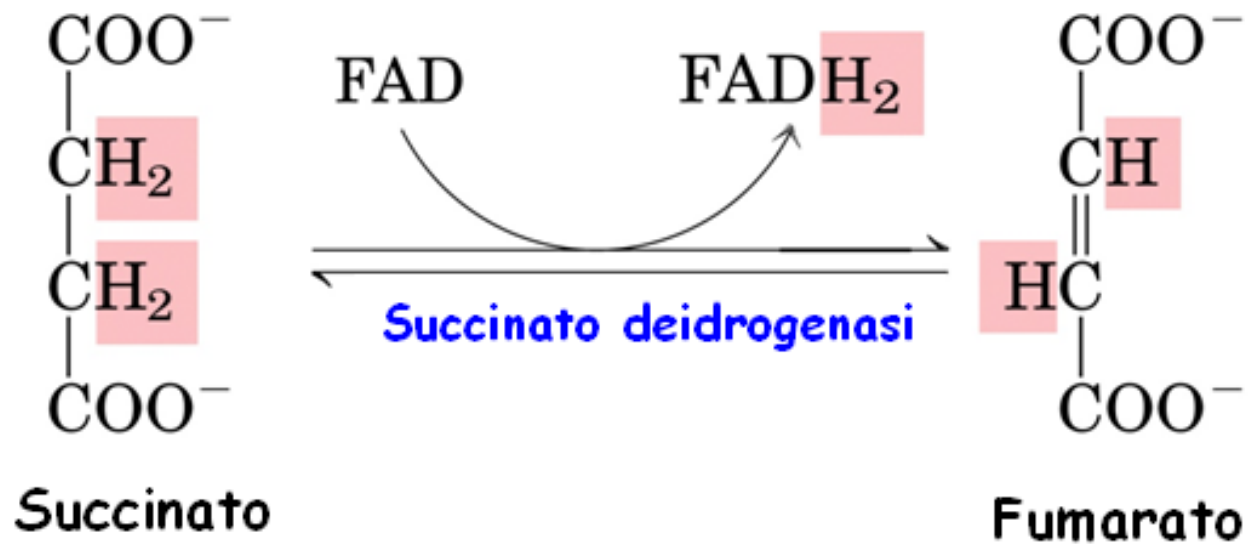 COO⁻
CH₂
CH₂
COO⁻
Succinato
FAD
FADH₂
Succinato deidrogenasi
COO⁻
CH
HC
COO⁻
Fumarato